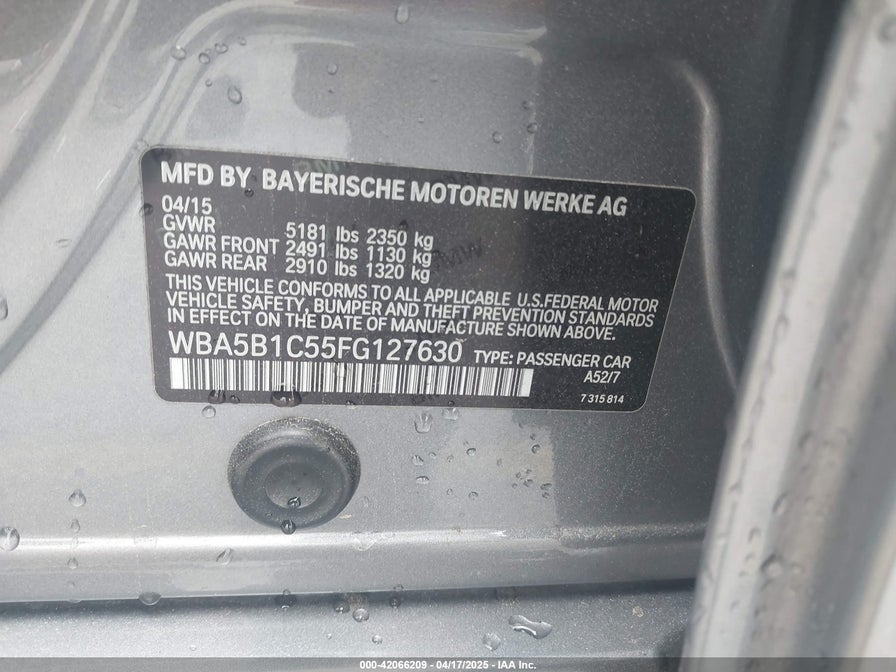 MFD BY BAYERISCHE MOTOREN WERKE AG
04/15
GVWR 5181 lbs 2350 kg
GAWR FRONT 2491 lbs 1130 kg
GAWR REAR 2910 lbs 1320 kg
THIS VEHICLE CONFORMS TO ALL APPLICABLE U.S.FEDERAL MOTOR
VEHICLE SAFETY, BUMPER AND THEFT PREVENTION STANDARDS
IN EFFECT ON THE DATE OF MANUFACTURE SHOWN ABOVE.
WBA5B1C55FG127630 TYPE: PASSENGER CAR
A52/7
7 315 814
000-42066209 - 04/17/2025 - IAA Inc.